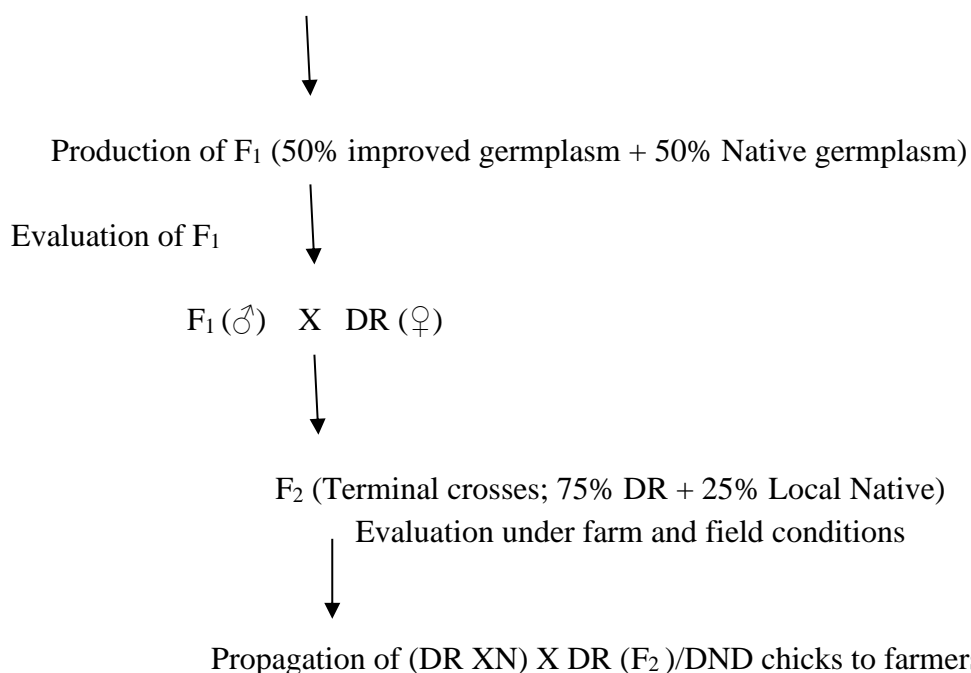 Production of F₁ (50% improved germplasm + 50% Native germplasm)
Evaluation of F₁
F₁ (♂) X DR (♀)
F₂ (Terminal crosses; 75% DR + 25% Local Native)
Evaluation under farm and field conditions
Propagation of (DR XN) X DR (F₂ )/DND chicks to farmers